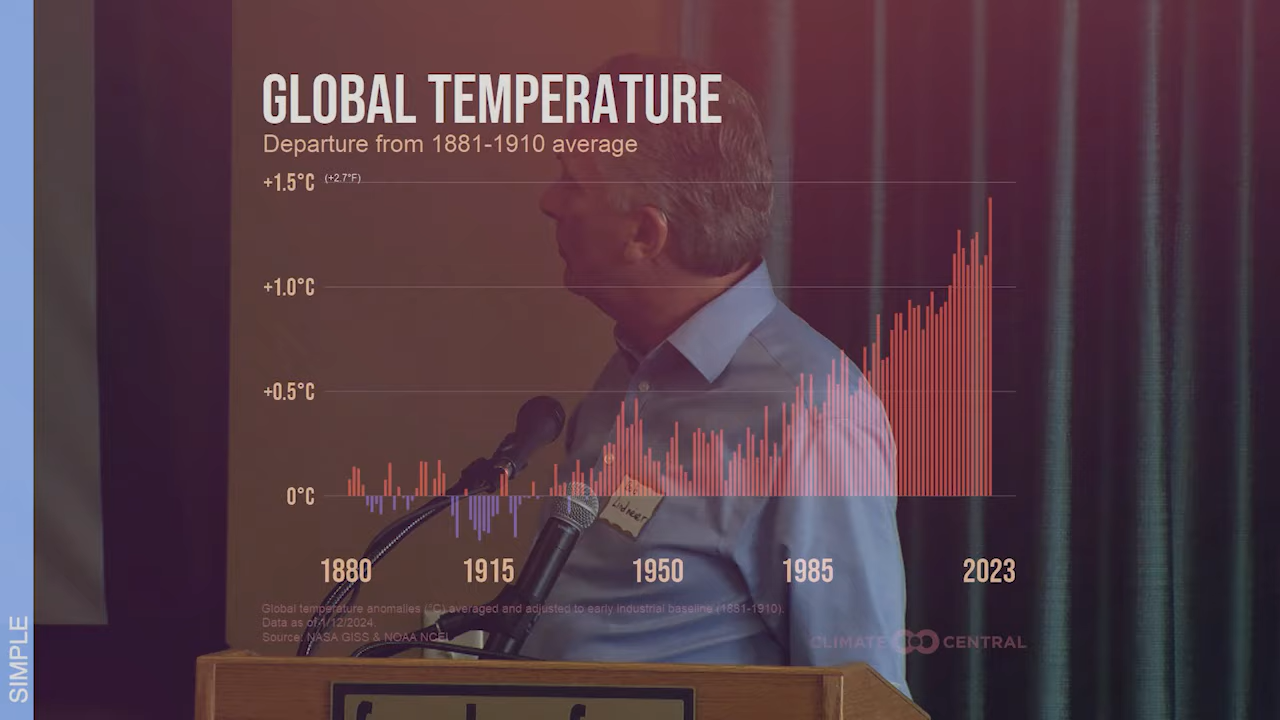 GLOBAL TEMPERATURE
Departure from 1881-1910 average
+1.5°C (+2.7°F)
+1.0°C
+0.5°C
0°C
1880 1915 1950 1985 2023
Global temperature anomalies (°C) averaged and adjusted to early industrial baseline (1881-1910).
Data as of 1/12/2024.
Source: NASA GISS & NOAA NCEI
CLIMATE CENTRAL
SIMPLE